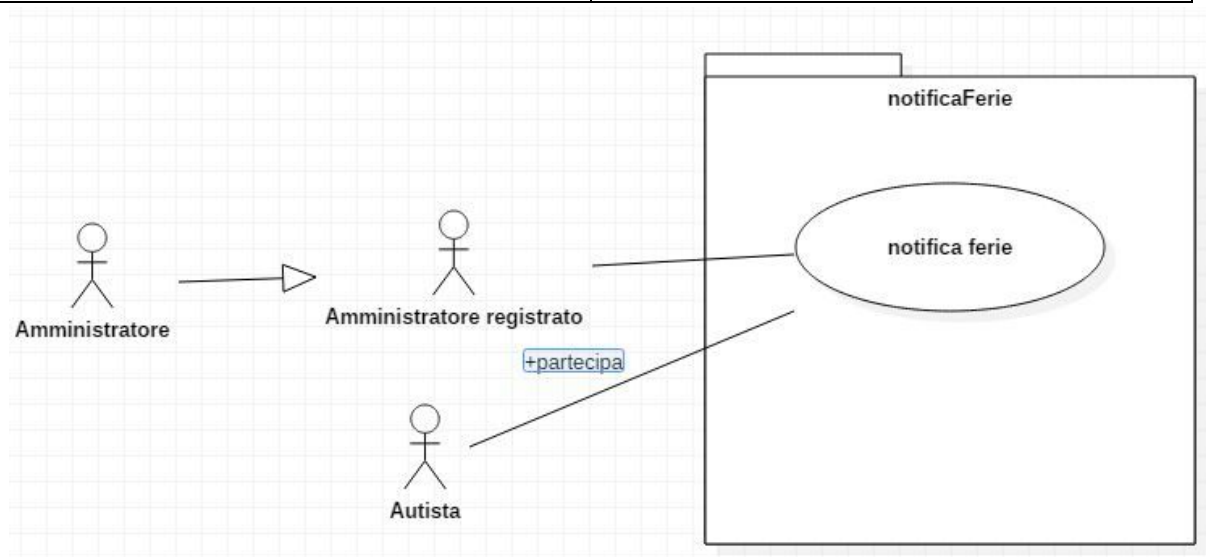 notificaFerie
notifica ferie
Amministratore
Amministratore registrato
+partecipa
Autista